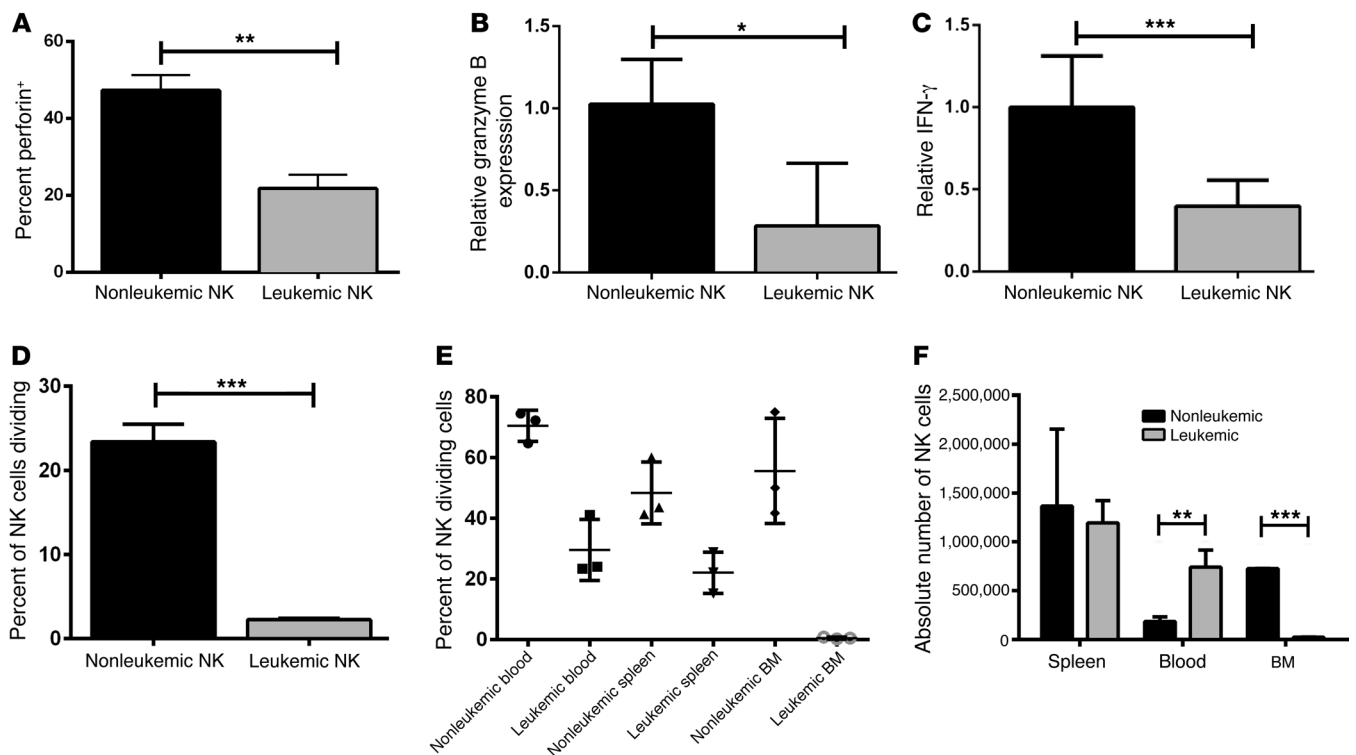 A
Percent perforin+
60
40
20
0
**
Nonleukemic NK
Leukemic NK
B
Relative granzyme B
expresssion
1.5
1.0
0.5
0.0
*
Nonleukemic NK
Leukemic NK
C
Relative IFN-γ
1.5
1.0
0.5
0.0
***
Nonleukemic NK
Leukemic NK
D
Percent of NK cells dividing
30
20
10
0
***
Nonleukemic NK
Leukemic NK
E
Percent of NK dividing cells
80
60
40
20
0
Nonleukemic blood
Leukemic blood
Nonleukemic spleen
Leukemic spleen
Nonleukemic BM
Leukemic BM
F
Absolute number of NK cells
2,500,000
2,000,000
1,500,000
1,000,000
500,000
0
Nonleukemic
Leukemic
**
***
Spleen
Blood
BM